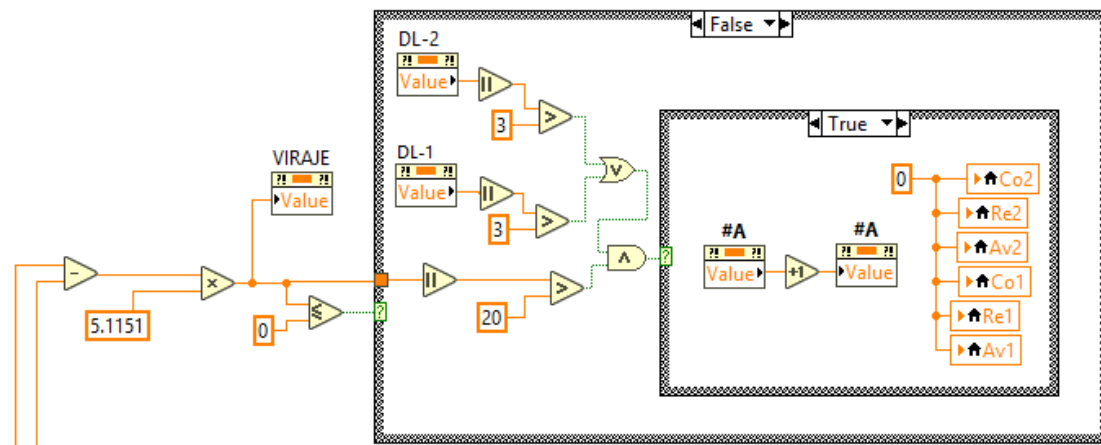 False
DL-2
?! ?!
Value
3
True
VIRAJE
?! ?!
Value
DL-1
?! ?!
Value
3
V
0
Co2
Re2
#A
?! ?!
Value
+1
#A
?! ?!
Value
Av2
Co1
Re1
Av1
-
×
5.1151
≤
0
>
20
Λ
?
?